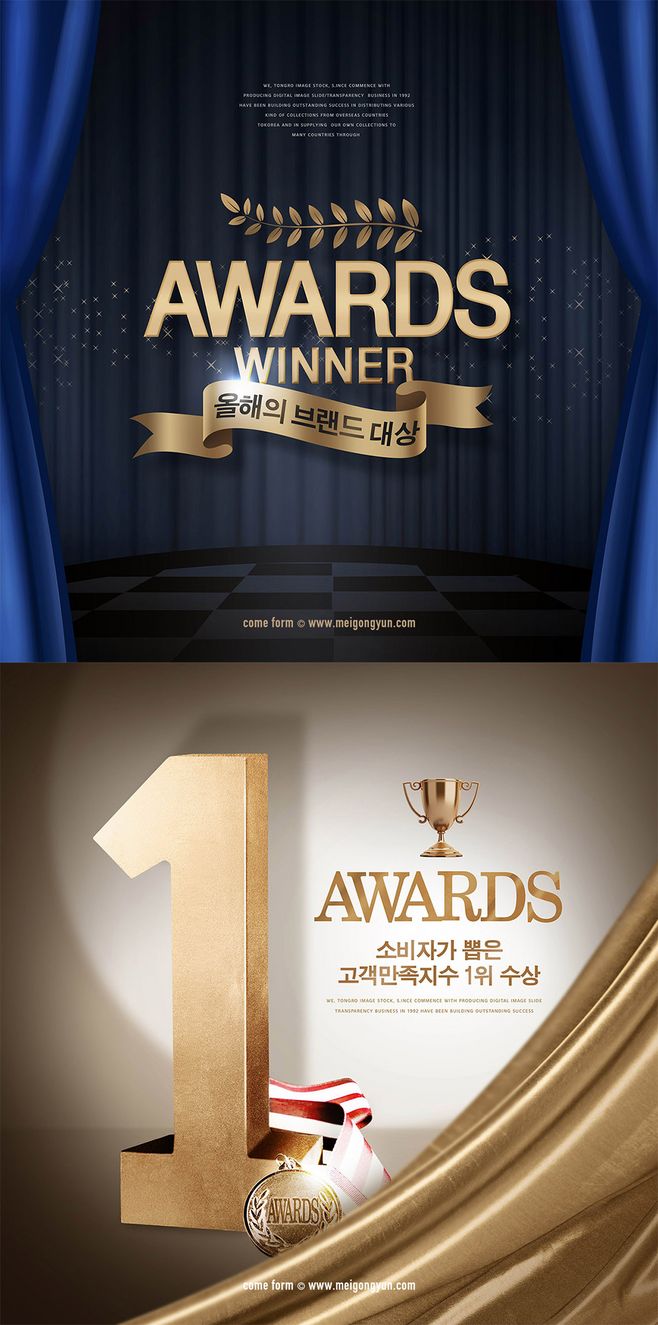 WE, TONGRO IMAGE STOCK, S,INCE COMMENCE WITH
PRODUCING DIGITAL IMAGE SLIDE/TRANSPARENCY BUSINESS IN 1992
HAVE BEEN BUILDING OUTSTANDING SUCCESS IN DISTRIBUTING VARIOUS
KIND OF COLLECTIONS FROM OVERSEAS COUNTRIES
TOKOREA AND IN SUPPLYING OUR OWN COLLECTIONS TO
MANY COUNTRIES THROUGH
AWARDS
WINNER
올해의 브랜드 대상
come form © www.meigongyun.com
1
AWARDS
소비자가 뽑은
고객만족지수 1위 수상
WE, TONGRO IMAGE STOCK, S,INCE COMMENCE WITH PRODUCING DIGITAL IMAGE SLIDE
TRANSPARENCY BUSINESS IN 1992 HAVE BEEN BUILDING OUTSTANDING SUCCESS
AWARDS
come form © www.meigongyun.com